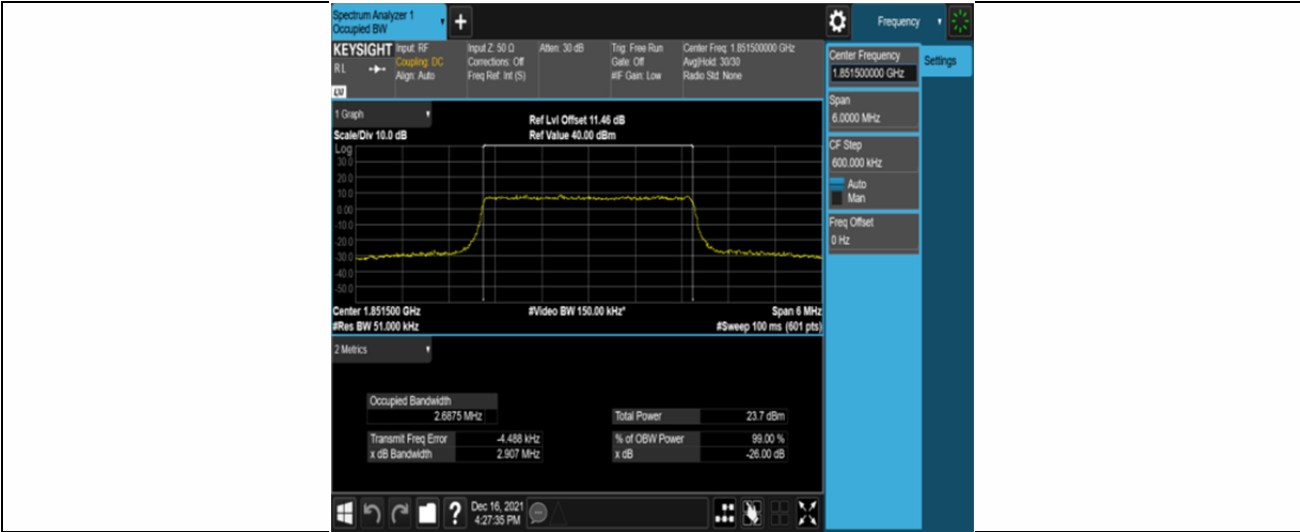 Spectrum Analyzer 1
Occupied BW
+
Frequency
KEYSIGHT
RL
LXI
Input: RF
Coupling: DC
Align: Auto
Input Z: 50 Ω
Corrections: Off
Freq Ref: Int (S)
Atten: 30 dB
Trig: Free Run
Gate: Off
#IF Gain: Low
Center Freq: 1.851500000 GHz
Avg|Hold: 30/30
Radio Std: None
Center Frequency
1.851500000 GHz
Settings
Span
6.0000 MHz
CF Step
600.000 kHz
Auto
Man
Freq Offset
0 Hz
1 Graph
Scale/Div 10.0 dB
Ref Lvl Offset 11.46 dB
Ref Value 40.00 dBm
Log
30.0
20.0
10.0
0.00
-10.0
-20.0
-30.0
-40.0
-50.0
Center 1.851500 GHz
#Video BW 150.00 kHz*
Span 6 MHz
#Res BW 51.000 kHz
#Sweep 100 ms (601 pts)
2 Metrics
Occupied Bandwidth
2.6875 MHz
Total Power 23.7 dBm
Transmit Freq Error -4.488 kHz
% of OBW Power 99.00 %
x dB Bandwidth 2.907 MHz
x dB -26.00 dB
?
Dec 16, 2021
4:27:35 PM